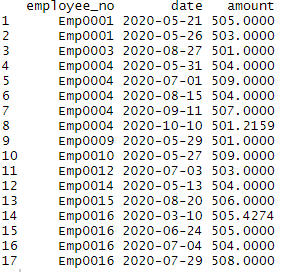 employee_no date amount
1 Emp0001 2020-05-21 505.0000
2 Emp0001 2020-05-26 503.0000
3 Emp0003 2020-08-27 501.0000
4 Emp0004 2020-05-31 504.0000
5 Emp0004 2020-07-01 509.0000
6 Emp0004 2020-08-15 504.0000
7 Emp0004 2020-09-11 507.0000
8 Emp0004 2020-10-10 501.2159
9 Emp0009 2020-05-29 501.0000
10 Emp0010 2020-05-27 509.0000
11 Emp0012 2020-07-03 503.0000
12 Emp0014 2020-05-13 504.0000
13 Emp0015 2020-08-20 506.0000
14 Emp0016 2020-03-10 505.4274
15 Emp0016 2020-06-24 505.0000
16 Emp0016 2020-07-04 504.0000
17 Emp0016 2020-07-29 508.0000